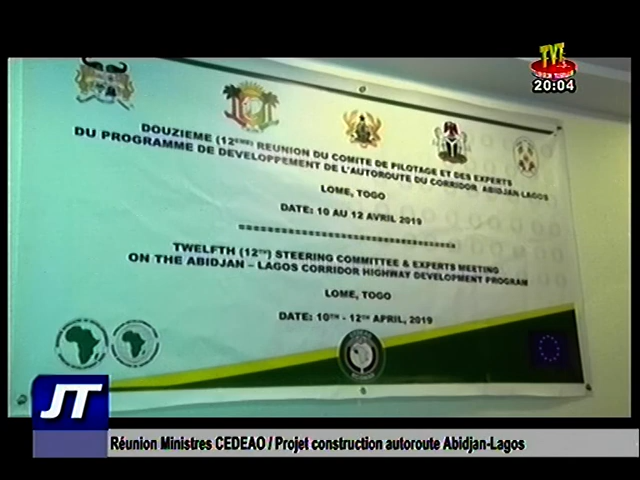 TVT
20:04
DOUZIEME (12EME) REUNION DU COMITE DE PILOTAGE ET DES EXPERTS
DU PROGRAMME DE DEVELOPPEMENT DE L'AUTOROUTE DU CORRIDOR ABIDJAN-LAGOS
LOME, TOGO
DATE: 10 AU 12 AVRIL 2019
TWELFTH (12TH) STEERING COMMITTEE & EXPERTS MEETING
ON THE ABIDJAN – LAGOS CORRIDOR HIGHWAY DEVELOPMENT PROGRAM
LOME, TOGO
DATE: 10TH - 12TH APRIL, 2019
JT
Réunion Ministres CEDEAO / Projet construction autoroute Abidjan-Lagos